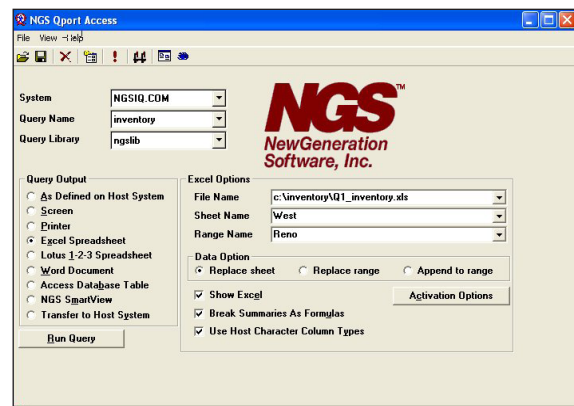 NGS Qport Access
File View Help
System NGSIQ.COM
Query Name inventory
Query Library ngslib
NGS™
NewGeneration
Software, Inc.
Query Output
As Defined on Host System
Screen
Printer
Excel Spreadsheet
Lotus 1-2-3 Spreadsheet
Word Document
Access Database Table
NGS SmartView
Transfer to Host System
Run Query
Excel Options
File Name c:\inventory\Q1_inventory.xls
Sheet Name West
Range Name Reno
Data Option
Replace sheet Replace range Append to range
Show Excel
Activation Options
Break Summaries As Formulas
Use Host Character Column Types